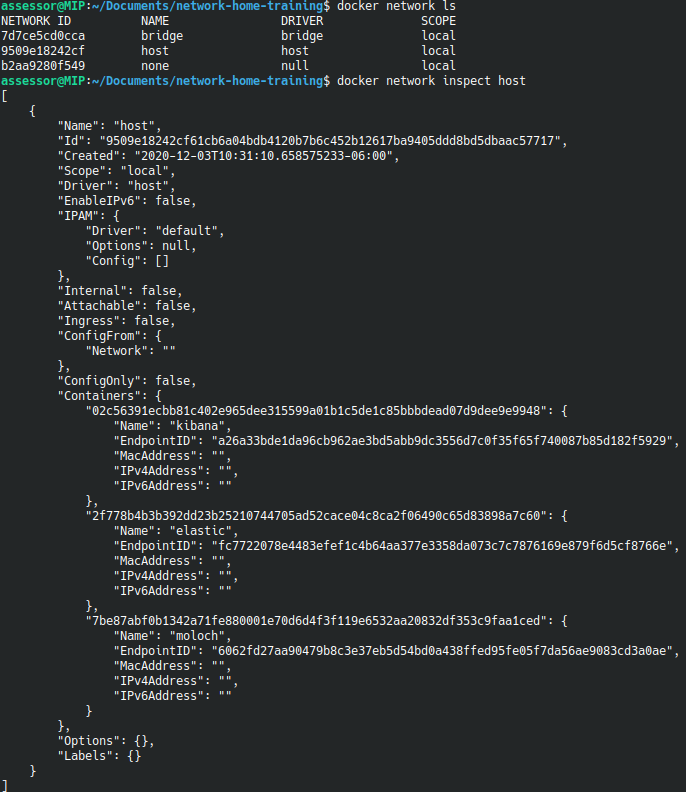 assessor@MIP:~/Documents/network-home-training$ docker network ls
NETWORK ID          NAME                DRIVER              SCOPE
7d7ce5cd0cca        bridge              bridge              local
9509e18242cf        host                host                local
b2aa9280f549        none                null                local
assessor@MIP:~/Documents/network-home-training$ docker network inspect host
[
    {
        "Name": "host",
        "Id": "9509e18242cf61cb6a04bdb4120b7b6c452b12617ba9405ddd8bd5dbaac57717",
        "Created": "2020-12-03T10:31:10.658575233-06:00",
        "Scope": "local",
        "Driver": "host",
        "EnableIPv6": false,
        "IPAM": {
            "Driver": "default",
            "Options": null,
            "Config": []
        },
        "Internal": false,
        "Attachable": false,
        "Ingress": false,
        "ConfigFrom": {
            "Network": ""
        },
        "ConfigOnly": false,
        "Containers": {
            "02c56391ecbb81c402e965dee315599a01b1c5de1c85bbbdead07d9dee9e9948": {
                "Name": "kibana",
                "EndpointID": "a26a33bde1da96cb962ae3bd5abb9dc3556d7c0f35f65f740087b85d182f5929",
                "MacAddress": "",
                "IPv4Address": "",
                "IPv6Address": ""
            },
            "2f778b4b3b392dd23b25210744705ad52cace04c8ca2f06490c65d83898a7c60": {
                "Name": "elastic",
                "EndpointID": "fc7722078e4483efef1c4b64aa377e3358da073c7c7876169e879f6d5cf8766e",
                "MacAddress": "",
                "IPv4Address": "",
                "IPv6Address": ""
            },
            "7be87abf0b1342a71fe880001e70d6d4f3f119e6532aa20832df353c9faa1ced": {
                "Name": "moloch",
                "EndpointID": "6062fd27aa90479b8c3e37eb5d54bd0a438ffed95fe05f7da56ae9083cd3a0ae",
                "MacAddress": "",
                "IPv4Address": "",
                "IPv6Address": ""
            }
        },
        "Options": {},
        "Labels": {}
    }
]